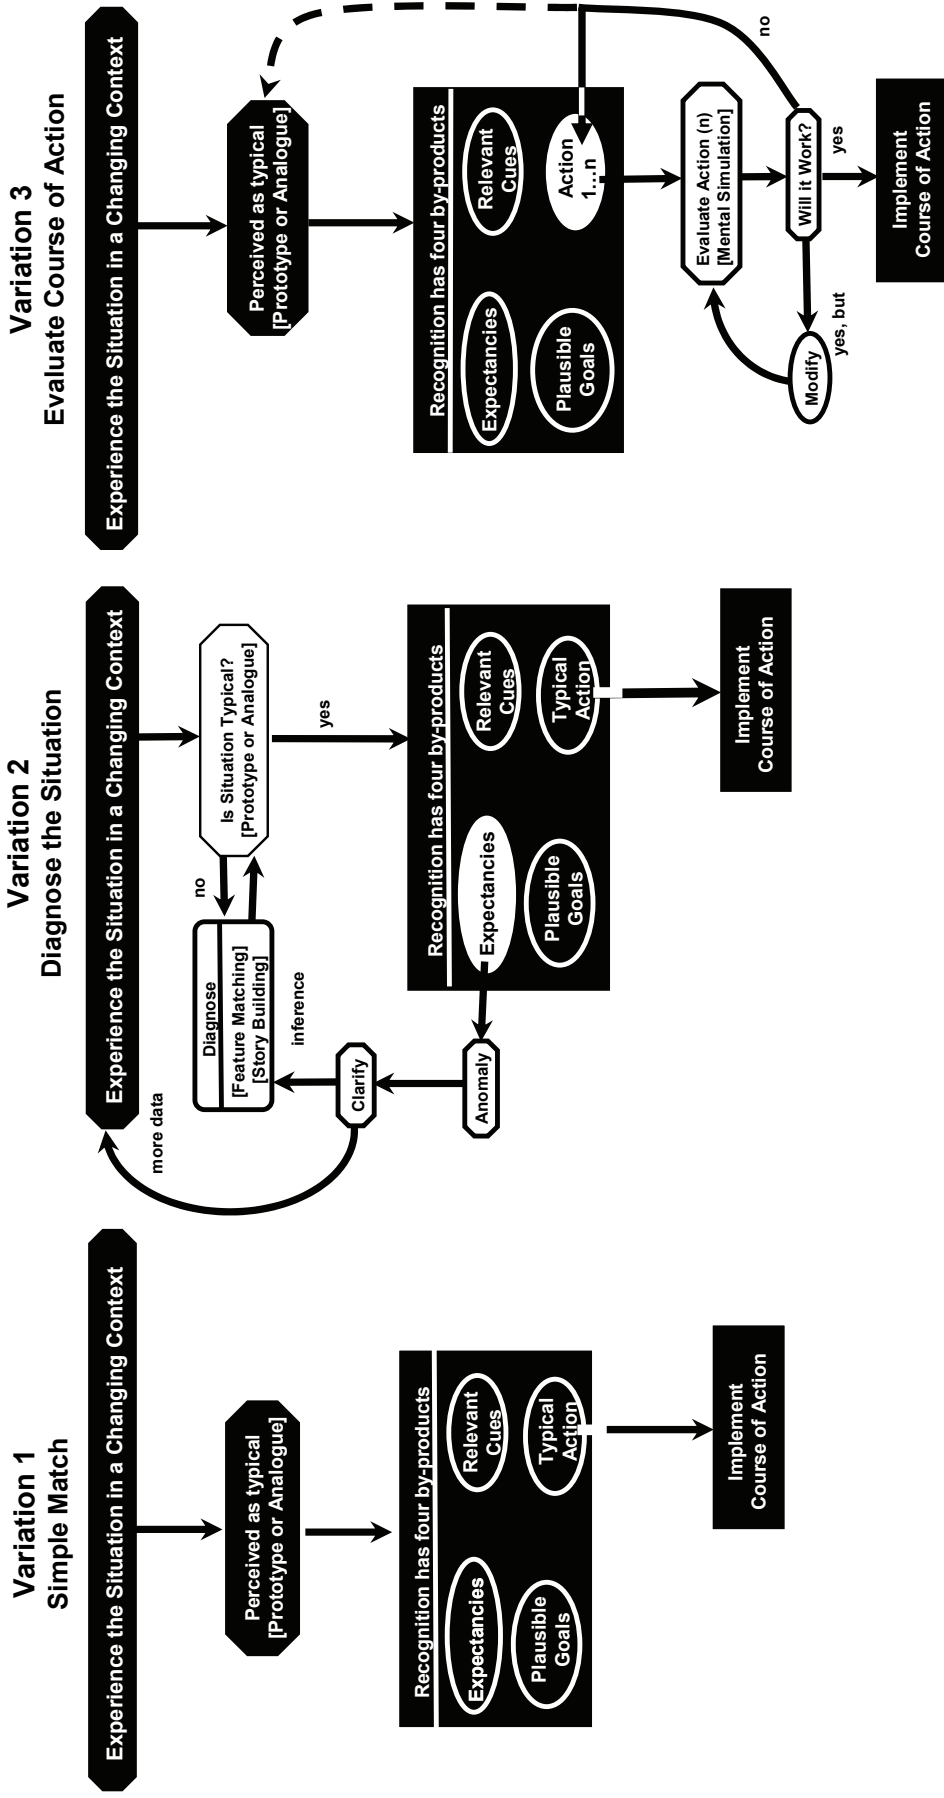 Variation 1
Simple Match
Experience the Situation in a Changing Context
Perceived as typical
[Prototype or Analogue]
Recognition has four by-products
Expectancies
Relevant
Cues
Plausible
Goals
Typical
Action
Implement
Course of Action
Variation 2
Diagnose the Situation
Experience the Situation in a Changing Context
more data
Diagnose
[Feature Matching]
[Story Building]
no
Is Situation Typical?
[Prototype or Analogue]
inference
yes
Clarify
Anomaly
Recognition has four by-products
Expectancies
Relevant
Cues
Plausible
Goals
Typical
Action
Implement
Course of Action
Variation 3
Evaluate Course of Action
Experience the Situation in a Changing Context
Perceived as typical
[Prototype or Analogue]
Recognition has four by-products
Expectancies
Relevant
Cues
Plausible
Goals
Action
1...n
Evaluate Action (n)
[Mental Simulation]
Modify
yes, but
Will it Work?
no
yes
Implement
Course of Action